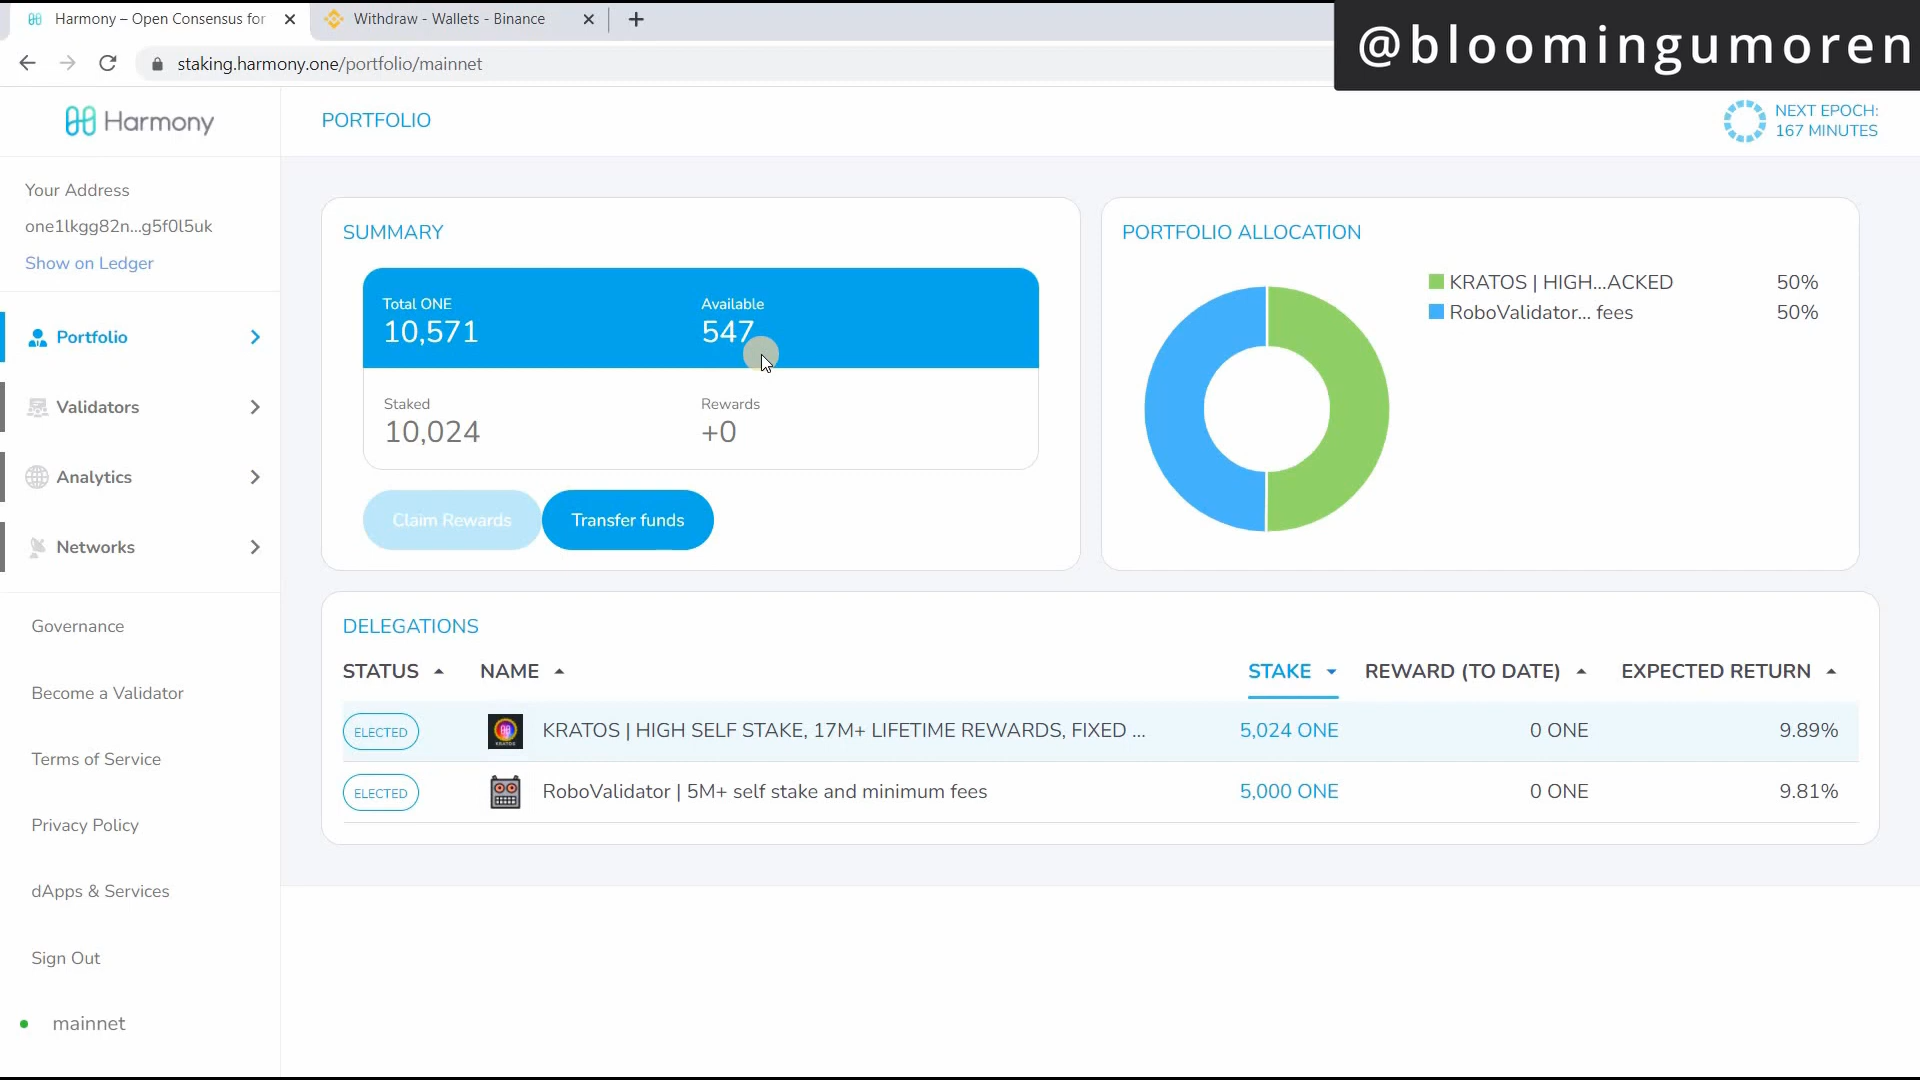 Harmony – Open Consensus for
Withdraw - Wallets - Binance
@bloomingumoren
staking.harmony.one/portfolio/mainnet
Harmony
PORTFOLIO
NEXT EPOCH:
167 MINUTES
Your Address
one1lkgg82n...g5f0l5uk
Show on Ledger
Portfolio
Validators
Analytics
Networks
Governance
Become a Validator
Terms of Service
Privacy Policy
dApps & Services
Sign Out
mainnet
SUMMARY
Total ONE
Available
10,571
547
Staked
Rewards
10,024
+0
Claim Rewards
Transfer funds
PORTFOLIO ALLOCATION
KRATOS | HIGH...ACKED 50%
RoboValidator... fees 50%
DELEGATIONS
STATUS NAME STAKE REWARD (TO DATE) EXPECTED RETURN
ELECTED KRATOS KRATOS | HIGH SELF STAKE, 17M+ LIFETIME REWARDS, FIXED ... 5,024 ONE 0 ONE 9.89%
ELECTED RoboValidator | 5M+ self stake and minimum fees 5,000 ONE 0 ONE 9.81%